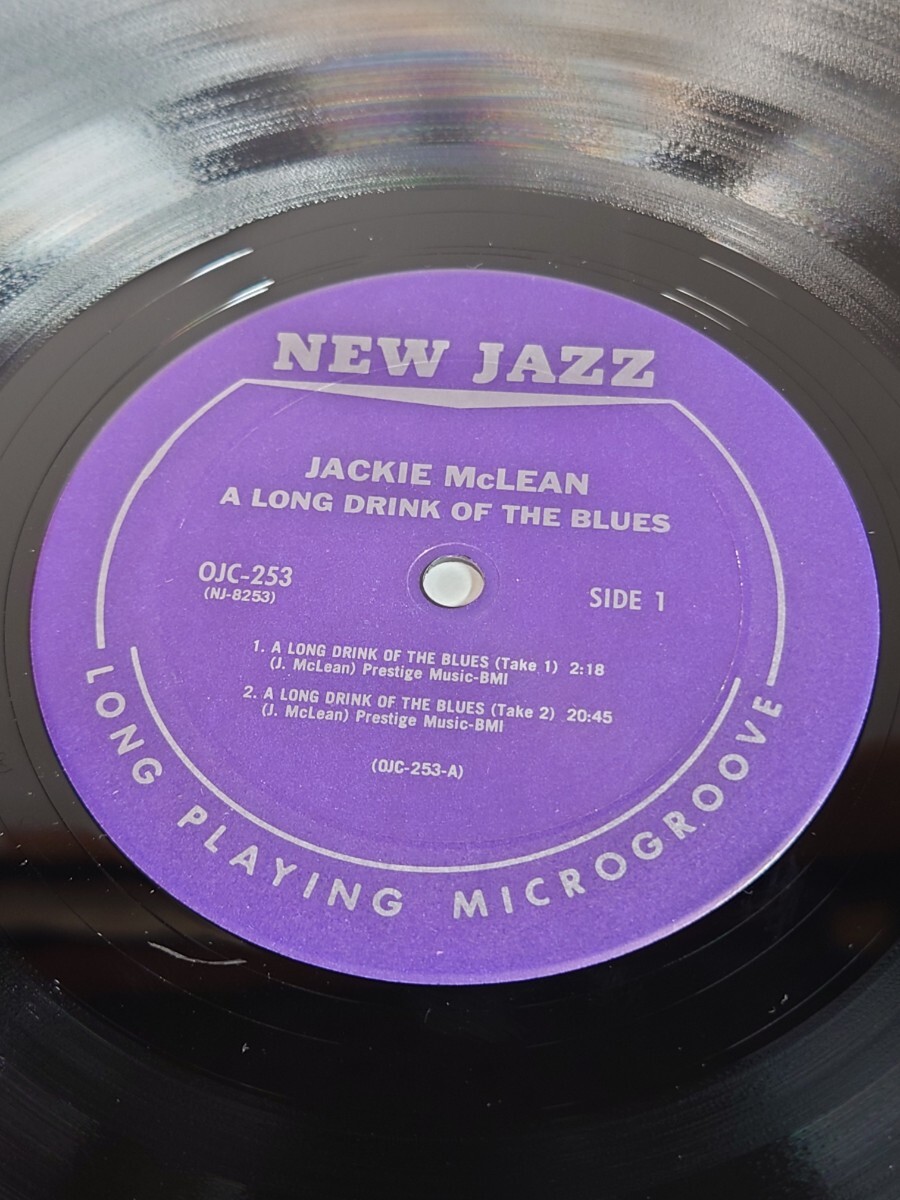 NEW JAZZ
JACKIE McLEAN
A LONG DRINK OF THE BLUES
OJC-253
(NJ-8253)
SIDE 1
1. A LONG DRINK OF THE BLUES (Take 1) 2:18
(J. McLean) Prestige Music-BMI
2. A LONG DRINK OF THE BLUES (Take 2) 20:45
(J. McLean) Prestige Music-BMI
(OJC-253-A)
LONG PLAYING MICROGROOVE